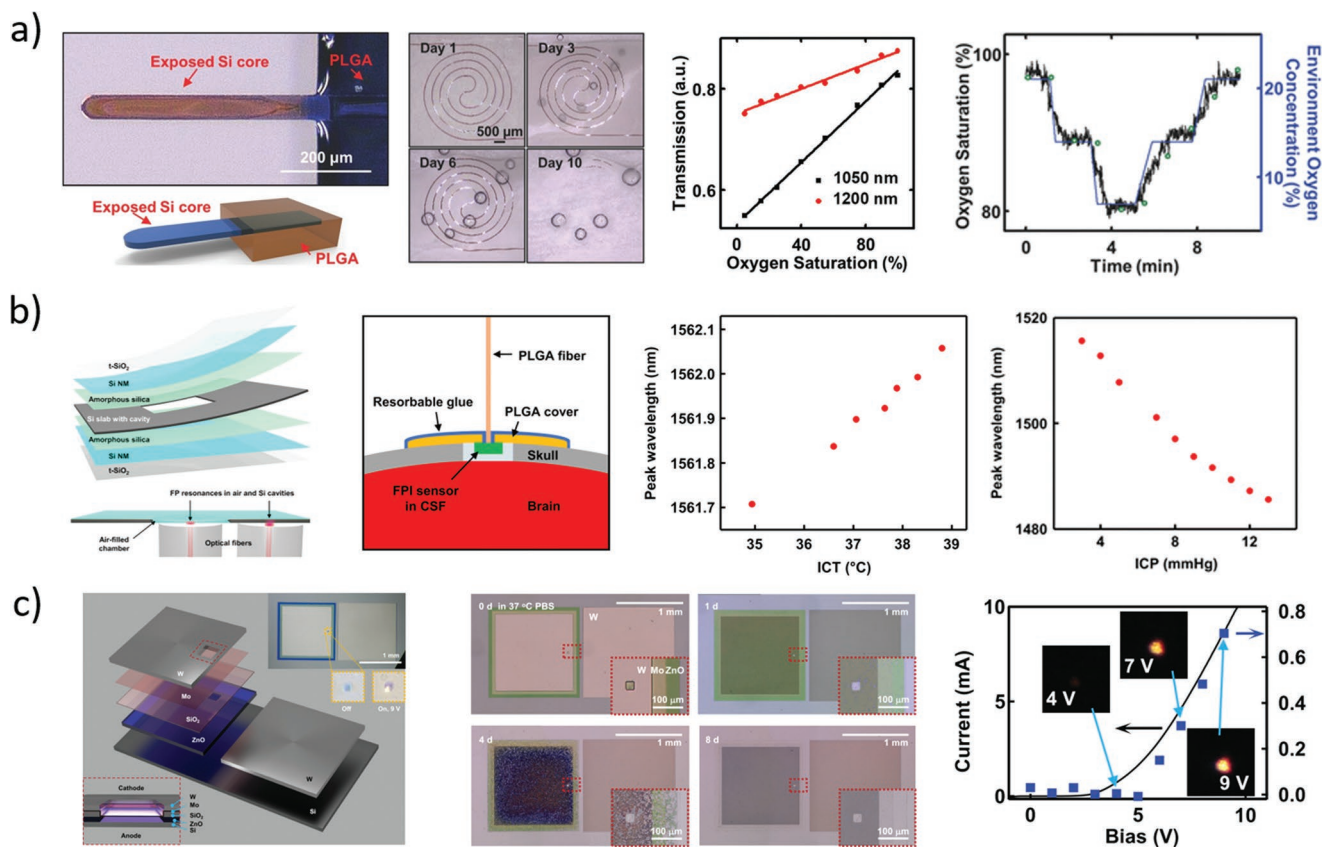 a)
Exposed Si core
PLGA
200 µm
Exposed Si core
PLGA
Day 1
Day 3
500 µm
Day 6
Day 10
Transmission (a.u.)
0.8
0.6
1050 nm
1200 nm
0
40
80
Oxygen Saturation (%)
Oxygen Saturation (%)
100
90
80
Environment Oxygen
Concentration (%)
20
10
0
4
8
Time (min)
b)
t-SiO2
Si NM
Amorphous silica
Si slab with cavity
Amorphous silica
Si NM
t-SiO2
FP resonances in air and Si cavities
Air-filled
chamber
Optical fibers
PLGA fiber
Resorbable glue
PLGA cover
Skull
FPI sensor
in CSF
Brain
Peak wavelength (nm)
1562.1
1562.0
1561.9
1561.8
1561.7
35
36
37
38
39
ICT (°C)
Peak wavelength (nm)
1520
1500
1480
4
8
12
ICP (mmHg)
c)
W
Mo
SiO2
ZnO
W
Si
1 mm
Off
On, 9 V
Cathode
W
Mo
SiO2
ZnO
Si
Anode
0 d in 37 °C PBS
1 mm
W
W Mo ZnO
100 µm
1 d
1 mm
100 µm
4 d
1 mm
100 µm
8 d
1 mm
100 µm
Current (mA)
10
5
0
4 V
7 V
9 V
0.8
0.6
0.4
0.2
0.0
0
5
10
Bias (V)